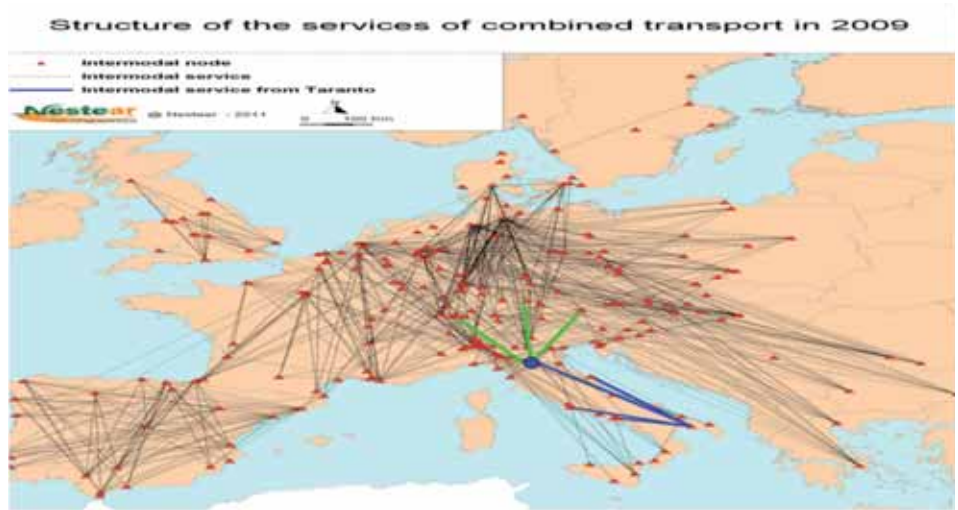 Structure of the services of combined transport in 2009
Intermodal node
Intermodal service
Intermodal service from Taranto
Nestear
© Nestear - 2011
0 100 km